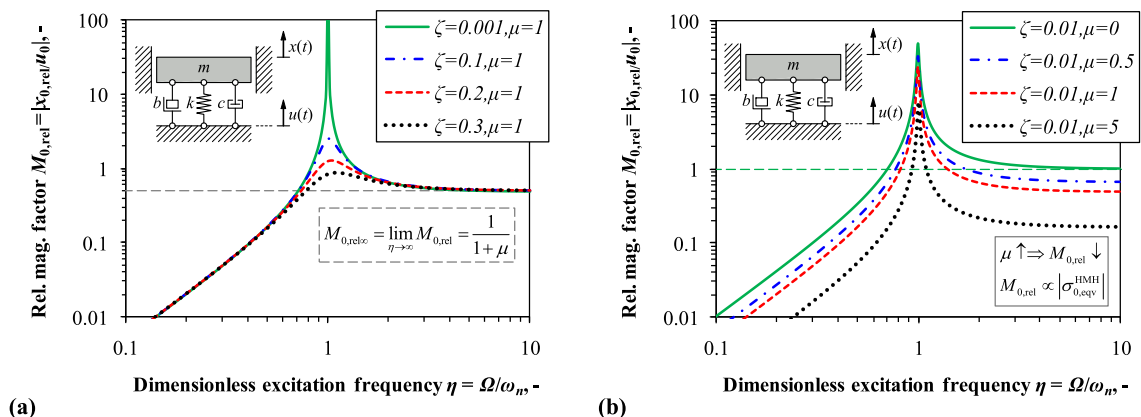 Rel. mag. factor M0,rel=|x0,rel/u0|, -
100
10
1
0.1
0.01
0.1
1
10
x(t)
m
b
k
c
u(t)
ζ=0.001,μ=1
ζ=0.1,μ=1
ζ=0.2,μ=1
ζ=0.3,μ=1
M0,rel∞ = lim η→∞ M0,rel = 1/(1+μ)
Dimensionless excitation frequency η = Ω/ωn, -
(a)
Rel. mag. factor M0,rel=|x0,rel/u0|, -
100
10
1
0.1
0.01
0.1
1
10
x(t)
m
b
k
c
u(t)
ζ=0.01,μ=0
ζ=0.01,μ=0.5
ζ=0.01,μ=1
ζ=0.01,μ=5
μ ↑⇒ M0,rel ↓
M0,rel ∝ |σ0,eqv HMH|
Dimensionless excitation frequency η = Ω/ωn, -
(b)